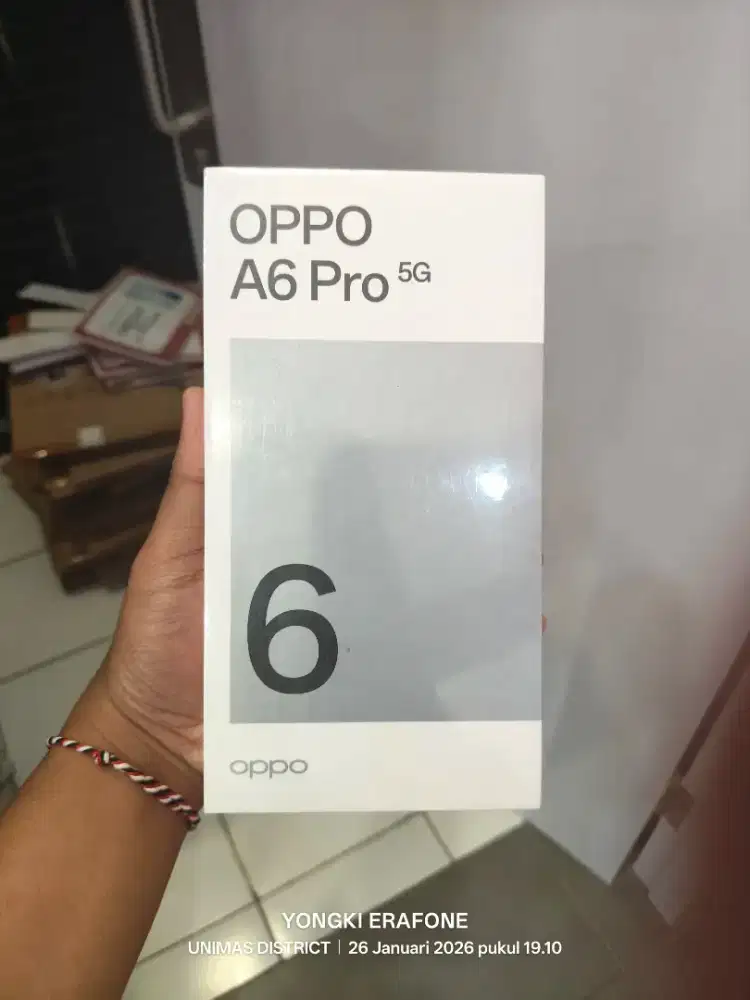 OPPO
A6 Pro 5G
6
oppo
YONGKI ERAFONE
UNIMAS DISTRICT | 26 Januari 2026 pukul 19.10